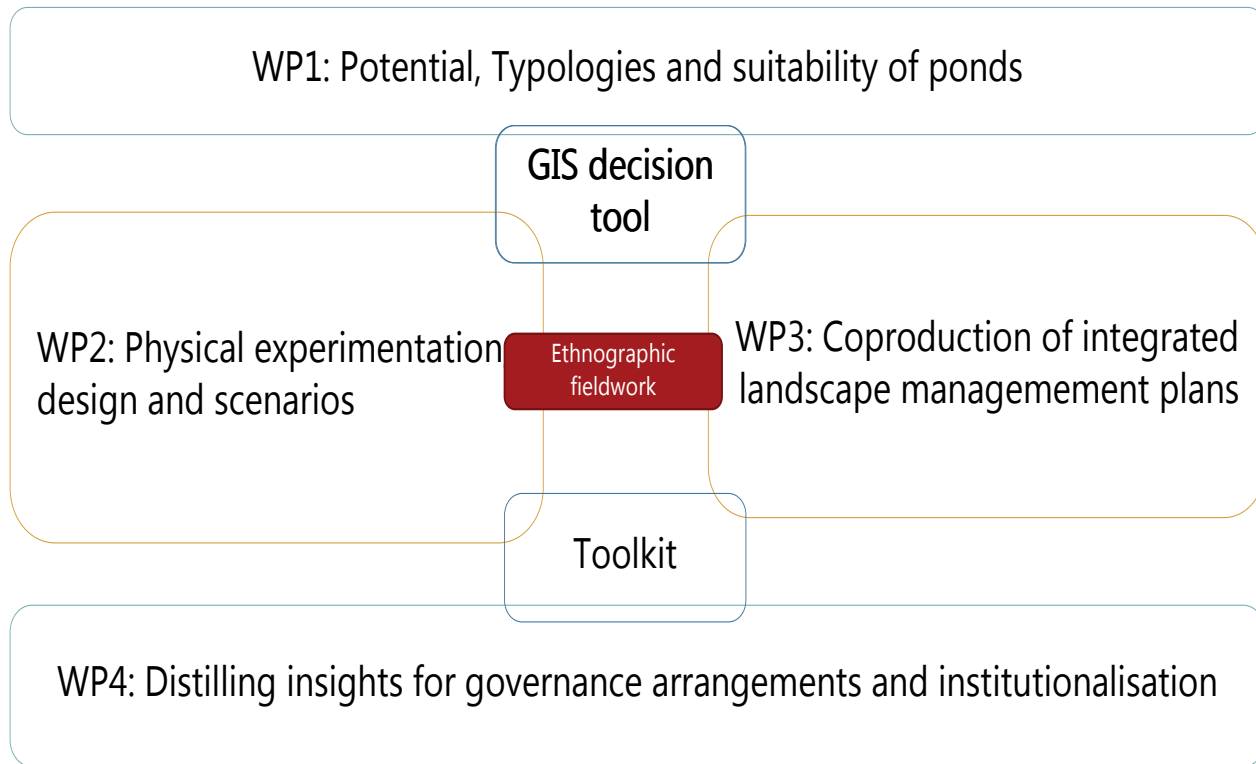 WP1: Potential, Typologies and suitability of ponds
GIS decision
tool
WP2: Physical experimentation,
design and scenarios
Ethnographic
fieldwork
WP3: Coproduction of integrated
landscape managemement plans
Toolkit
WP4: Distilling insights for governance arrangements and institutionalisation